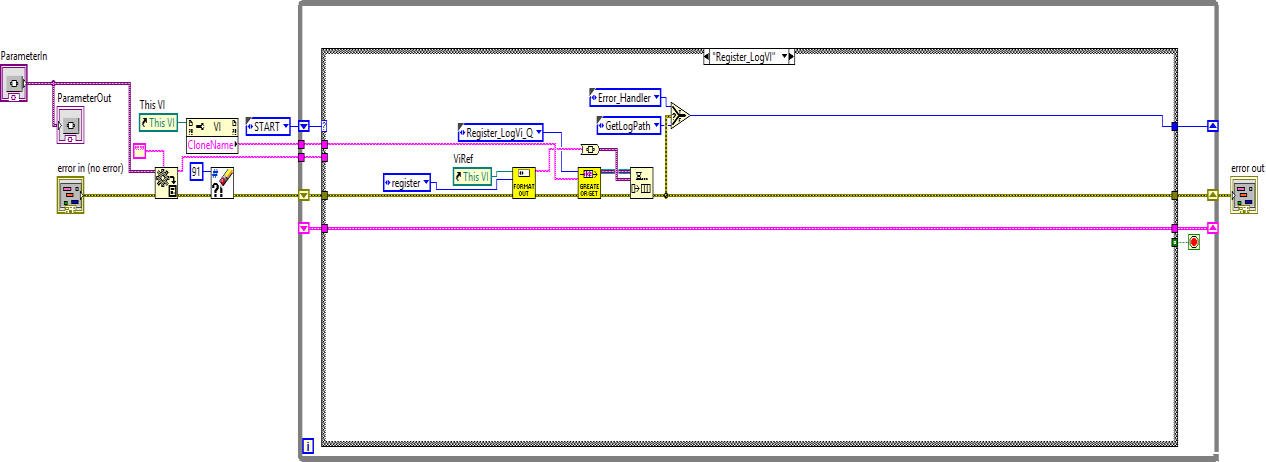 "Register_LogVI"
ParameterIn
ParameterOut
This VI
This VI
VI
CloneName
START
error in (no error)
91
#
?!
Error_Handler
GetLogPath
Register_LogVi_Q
ViRef
This VI
register
FORMAT
OUT
CREATE
OR GET
?
error out
i